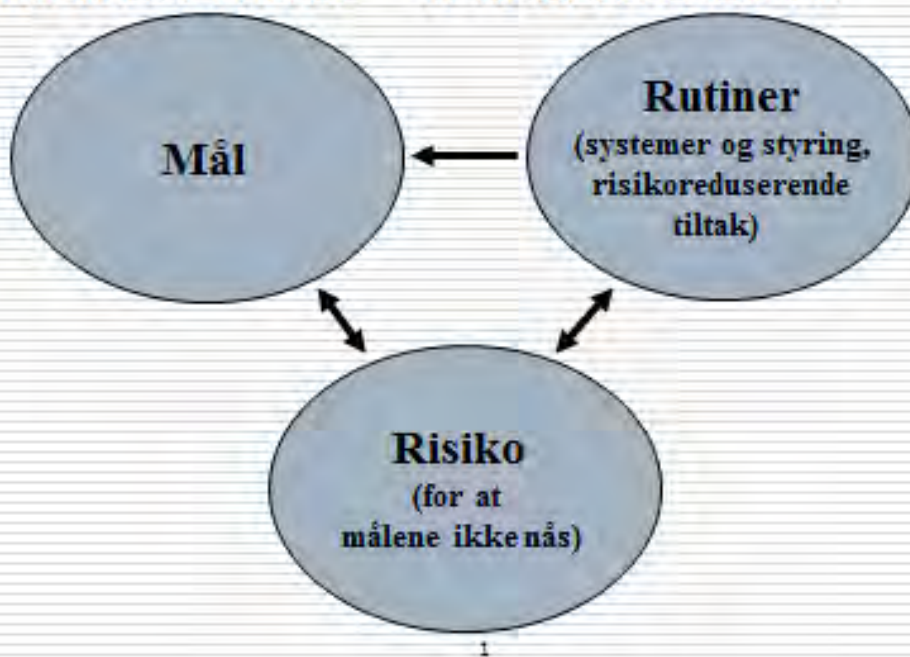 Mål
Rutiner
(systemer og styring,
risikoreduserende
tiltak)
Risiko
(for at
målene ikke nås)
1